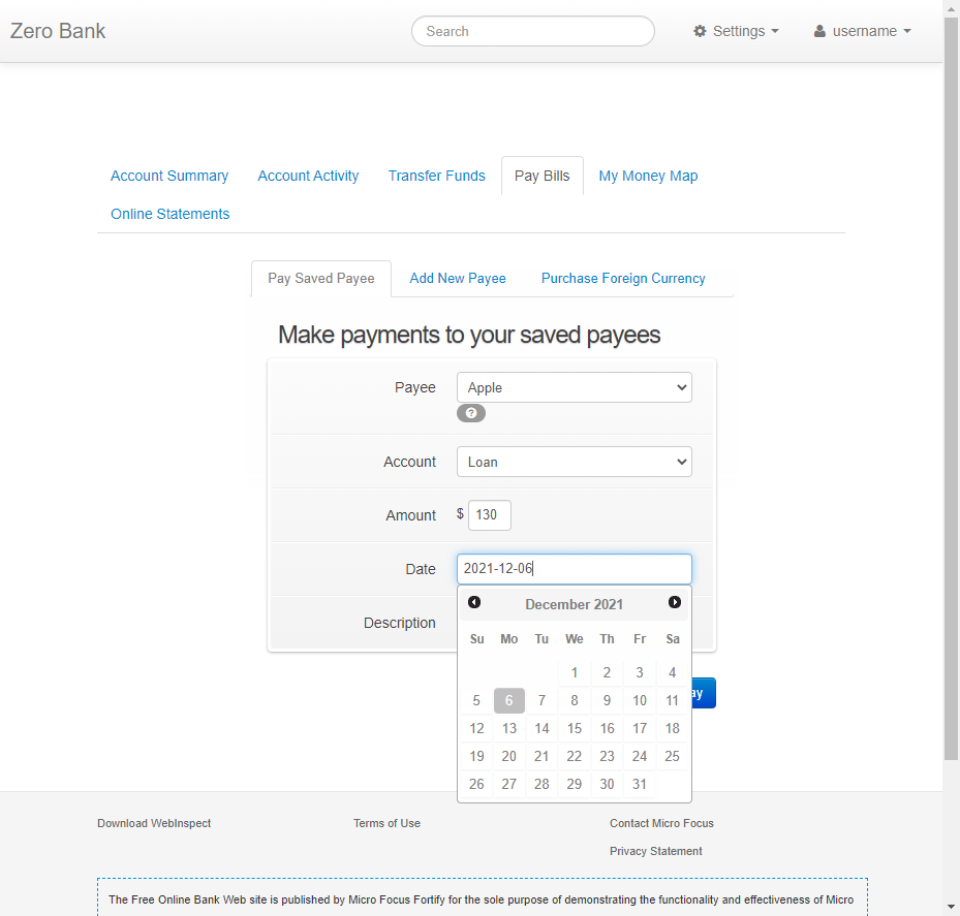 Zero Bank
Search
Settings
username
Account Summary
Account Activity
Transfer Funds
Pay Bills
My Money Map
Online Statements
Pay Saved Payee
Add New Payee
Purchase Foreign Currency
Make payments to your saved payees
Payee
Apple
?
Account
Loan
Amount
$ 130
Date
2021-12-06
Description
December 2021
Su Mo Tu We Th Fr Sa
1 2 3 4
5 6 7 8 9 10 11
12 13 14 15 16 17 18
19 20 21 22 23 24 25
26 27 28 29 30 31
Download WebInspect
Terms of Use
Contact Micro Focus
Privacy Statement
The Free Online Bank Web site is published by Micro Focus Fortify for the sole purpose of demonstrating the functionality and effectiveness of Micro